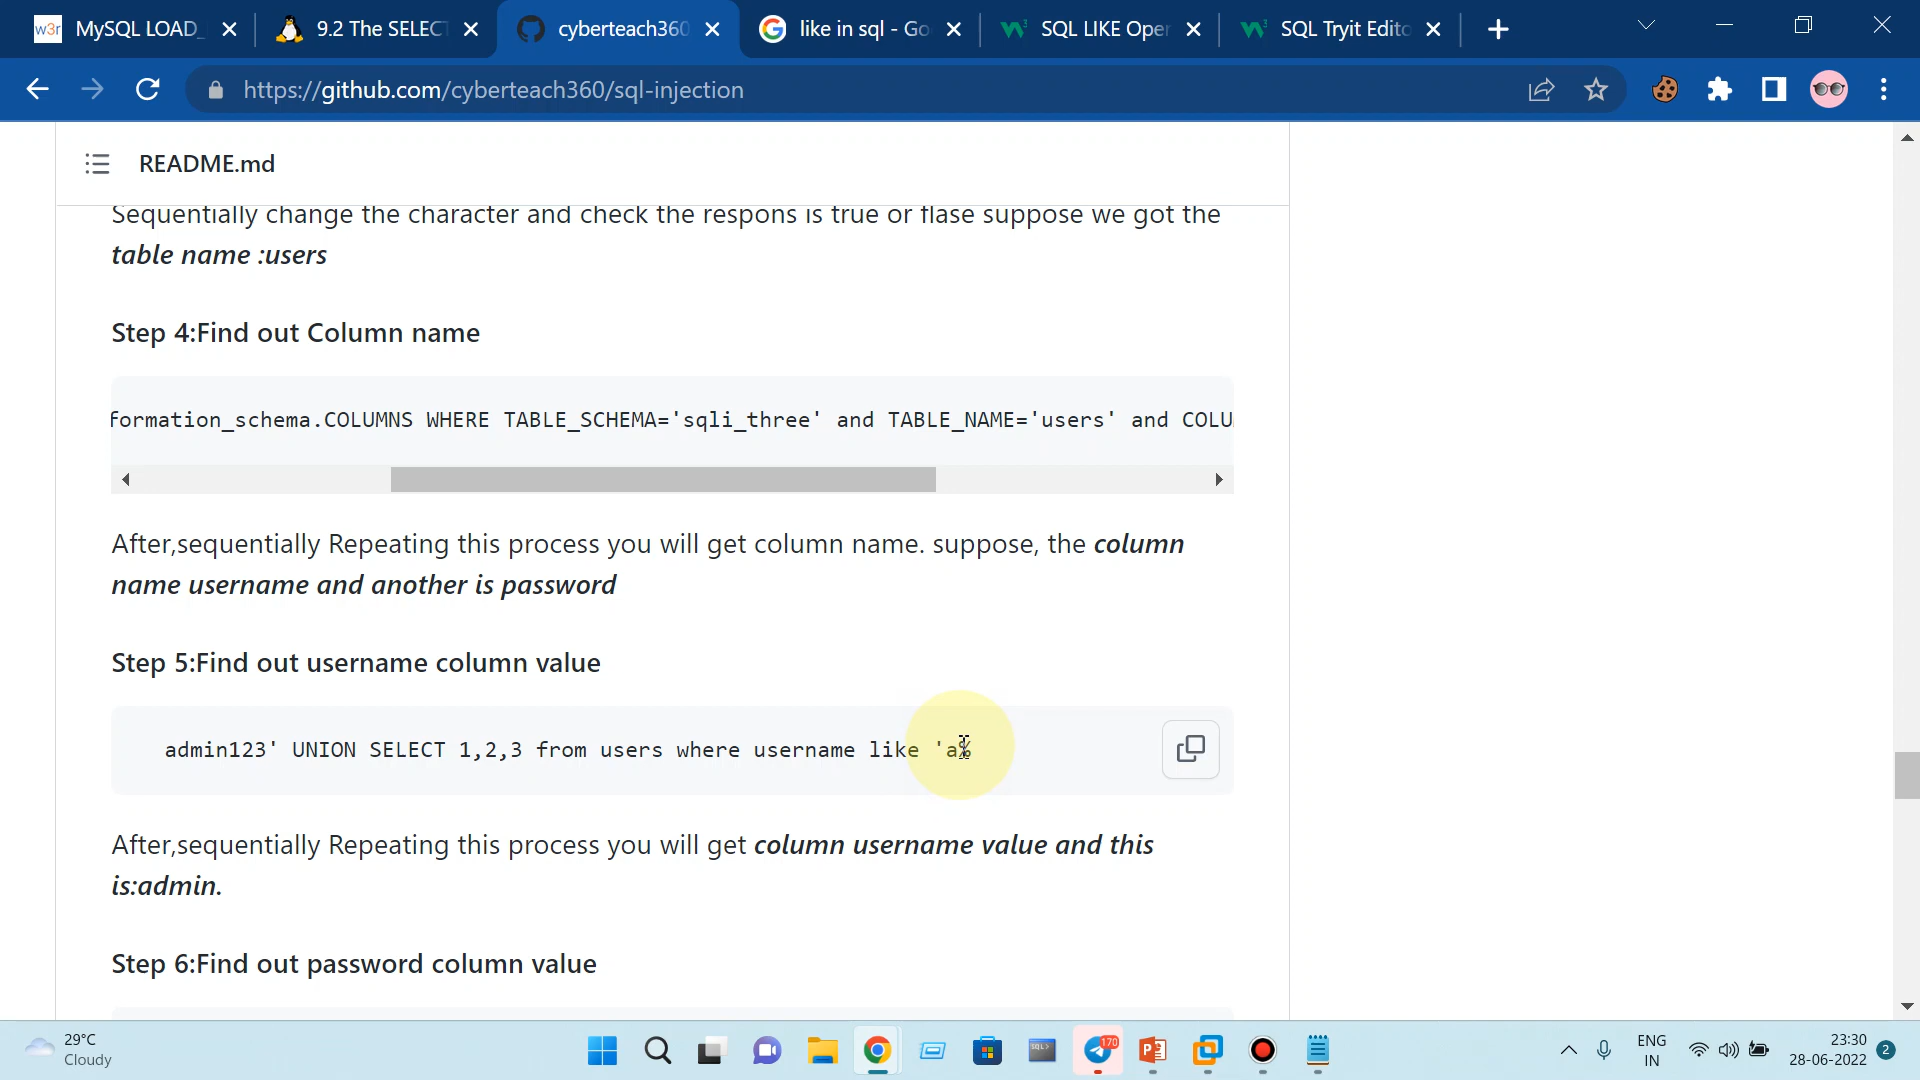 w3r MySQL LOAD_
9.2 The SELECT
cyberteach360
like in sql - Go
SQL LIKE Oper
SQL Tryit Edito
https://github.com/cyberteach360/sql-injection
README.md
Sequentially change the character and check the respons is true or flase suppose we got the
table name :users
Step 4:Find out Column name
formation_schema.COLUMNS WHERE TABLE_SCHEMA='sqli_three' and TABLE_NAME='users' and COLU
After,sequentially Repeating this process you will get column name. suppose, the column
name username and another is password
Step 5:Find out username column value
admin123' UNION SELECT 1,2,3 from users where username like 'a%
After,sequentially Repeating this process you will get column username value and this
is:admin.
Step 6:Find out password column value
29°C
Cloudy
SQL>
170
ENG
IN
23:30
28-06-2022
2